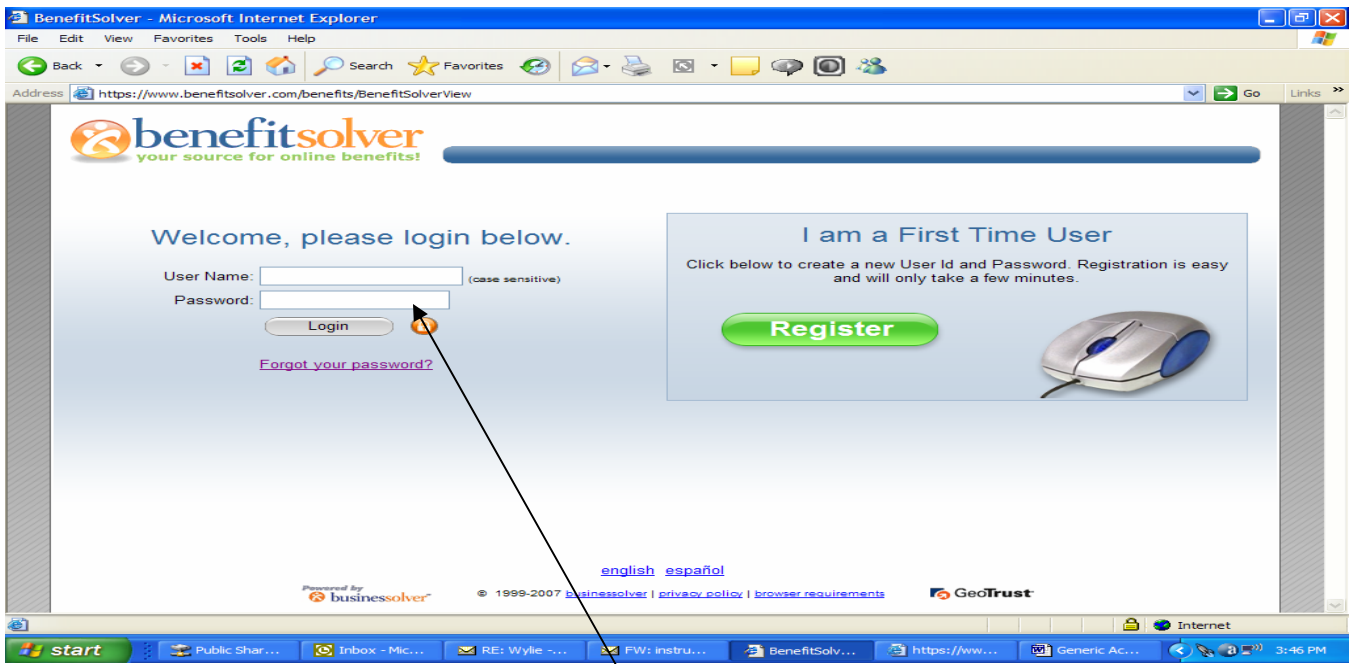 BenefitSolver - Microsoft Internet Explorer
File Edit View Favorites Tools Help
Back Search Favorites
Address https://www.benefitsolver.com/benefits/BenefitSolverView Go Links »
benefitsolver
your source for online benefits!
Welcome, please login below.
User Name: (case sensitive)
Password:
Login
Forgot your password?
I am a First Time User
Click below to create a new User Id and Password. Registration is easy
and will only take a few minutes.
Register
english español
Powered by
businessolver
© 1999-2007 businessolver | privacy policy | browser requirements
GeoTrust
Internet
start Public Shar... Inbox - Mic... RE: Wylie -... FW: instru... BenefitSolv... https://ww... Generic Ac... 3:46 PM